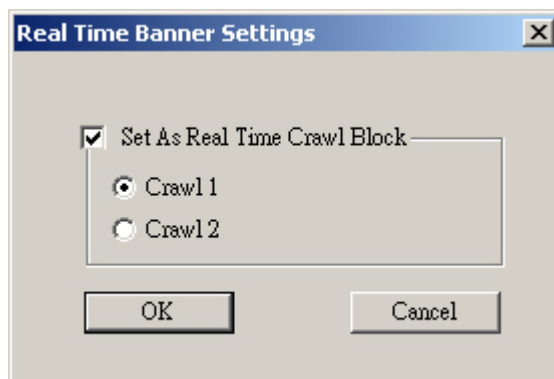 Real Time Banner Settings
Set As Real Time Crawl Block
Crawl 1
Crawl 2
OK Cancel